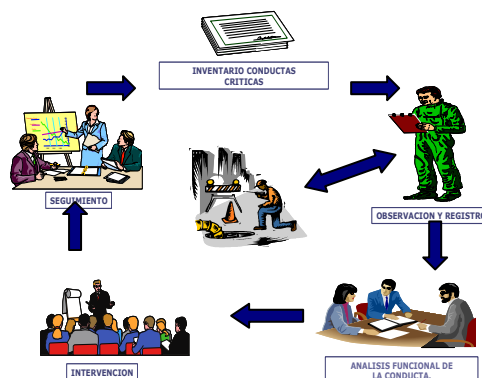 INVENTARIO CONDUCTAS
CRITICAS
SEGUIMIENTO
OBSERVACION Y REGISTRO
INTERVENCION
ANALISIS FUNCIONAL DE
LA CONDUCTA.